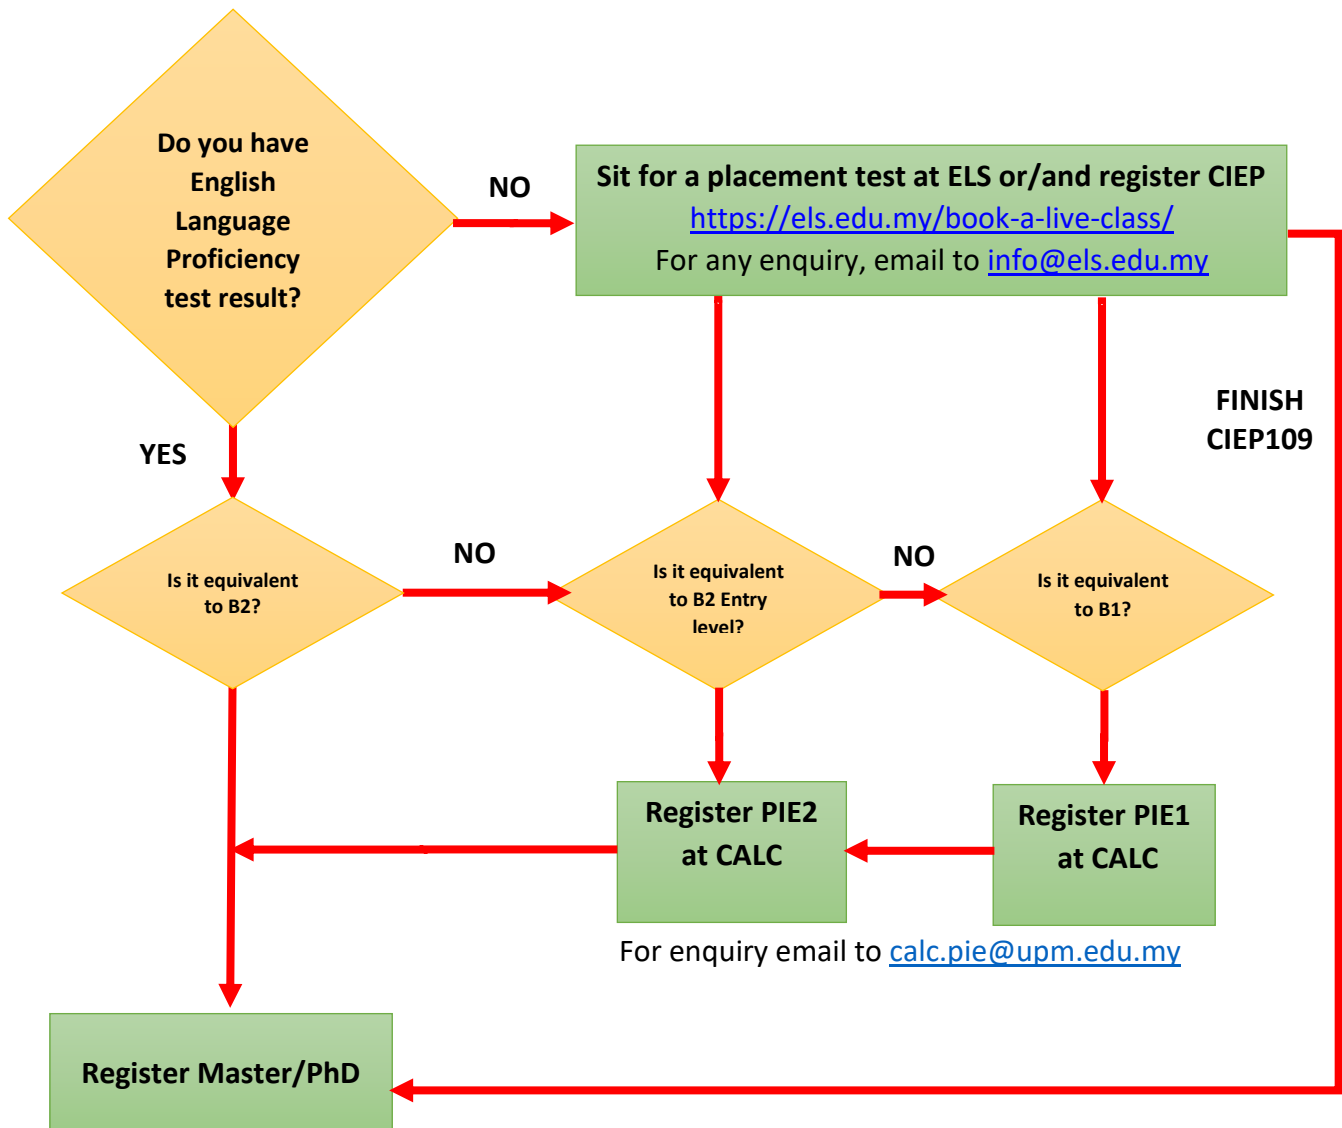 Do you have
English
Language
Proficiency
test result?
NO
Sit for a placement test at ELS or/and register CIEP
https://els.edu.my/book-a-live-class/
For any enquiry, email to info@els.edu.my
FINISH
CIEP109
YES
Is it equivalent
to B2?
NO
Is it equivalent
to B2 Entry
level?
NO
Is it equivalent
to B1?
Register PIE2
at CALC
Register PIE1
at CALC
For enquiry email to calc.pie@upm.edu.my
Register Master/PhD